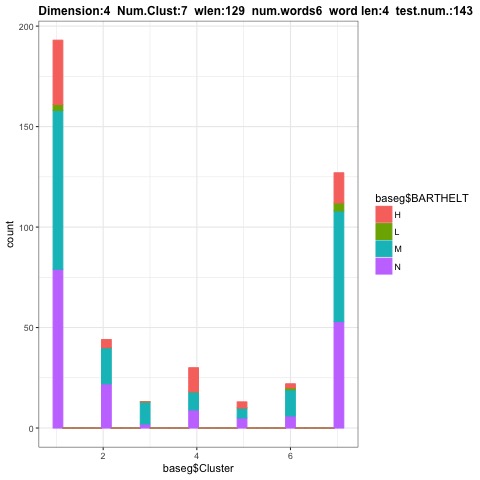 Dimension:4 Num.Clust:7 wlen:129 num.words6 word len:4 test.num.:143
200
150
100
50
0
count
2 4 6
baseg$Cluster
baseg$BARTHELT
H
L
M
N